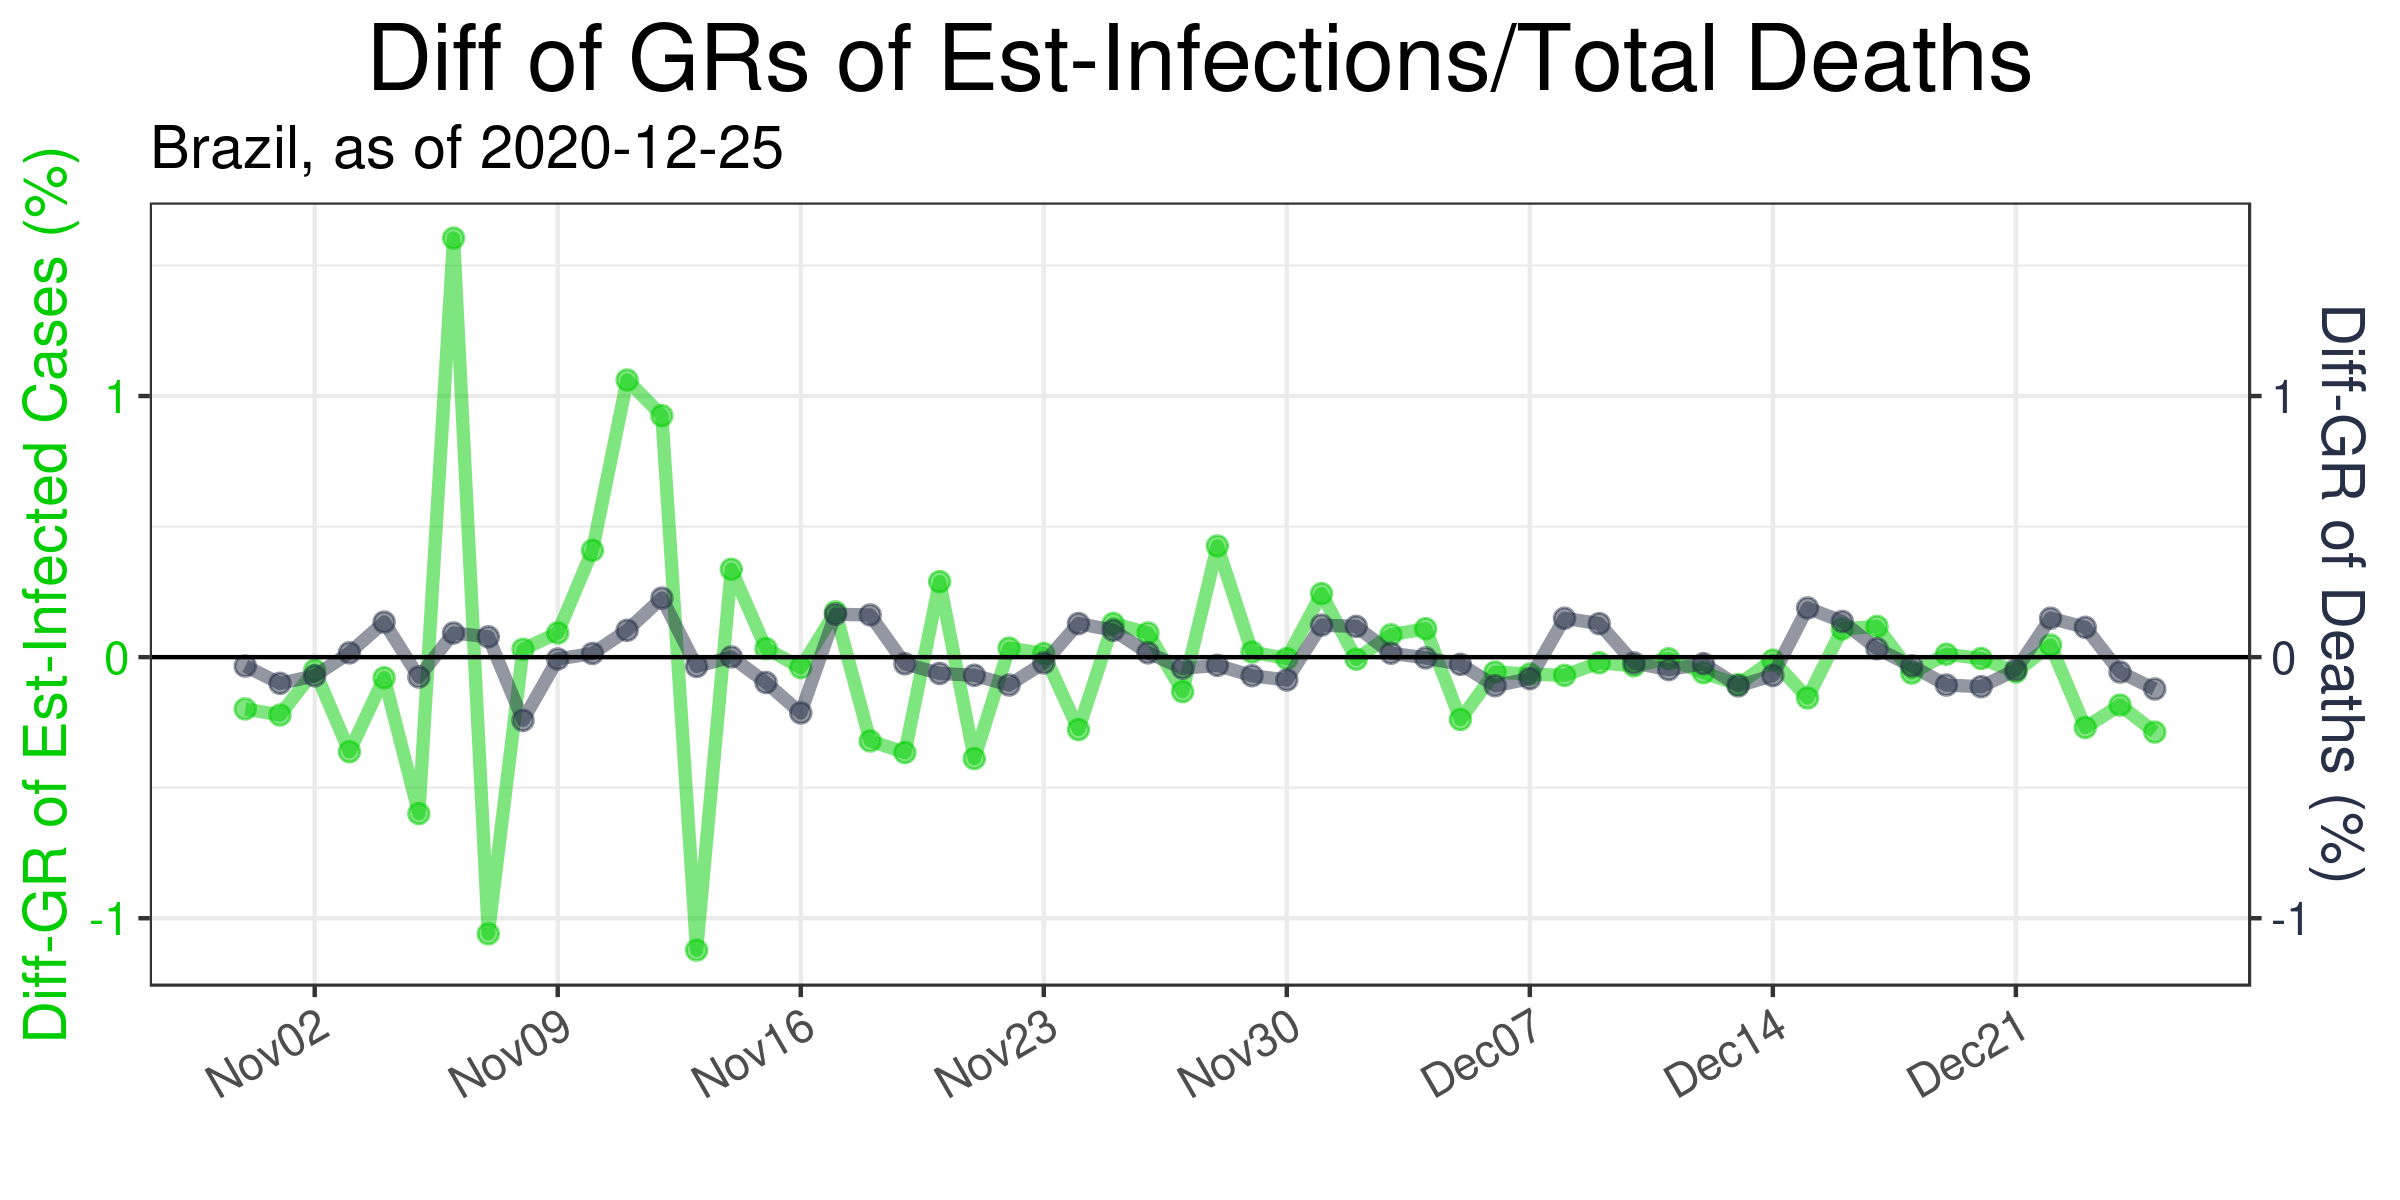 Diff of GRs of Est-Infections/Total Deaths
Brazil, as of 2020-12-25
Diff-GR of Est-Infected Cases (%)
1
0
-1
1
0
-1
Diff-GR of Deaths (%)
Nov02
Nov09
Nov16
Nov23
Nov30
Dec07
Dec14
Dec21